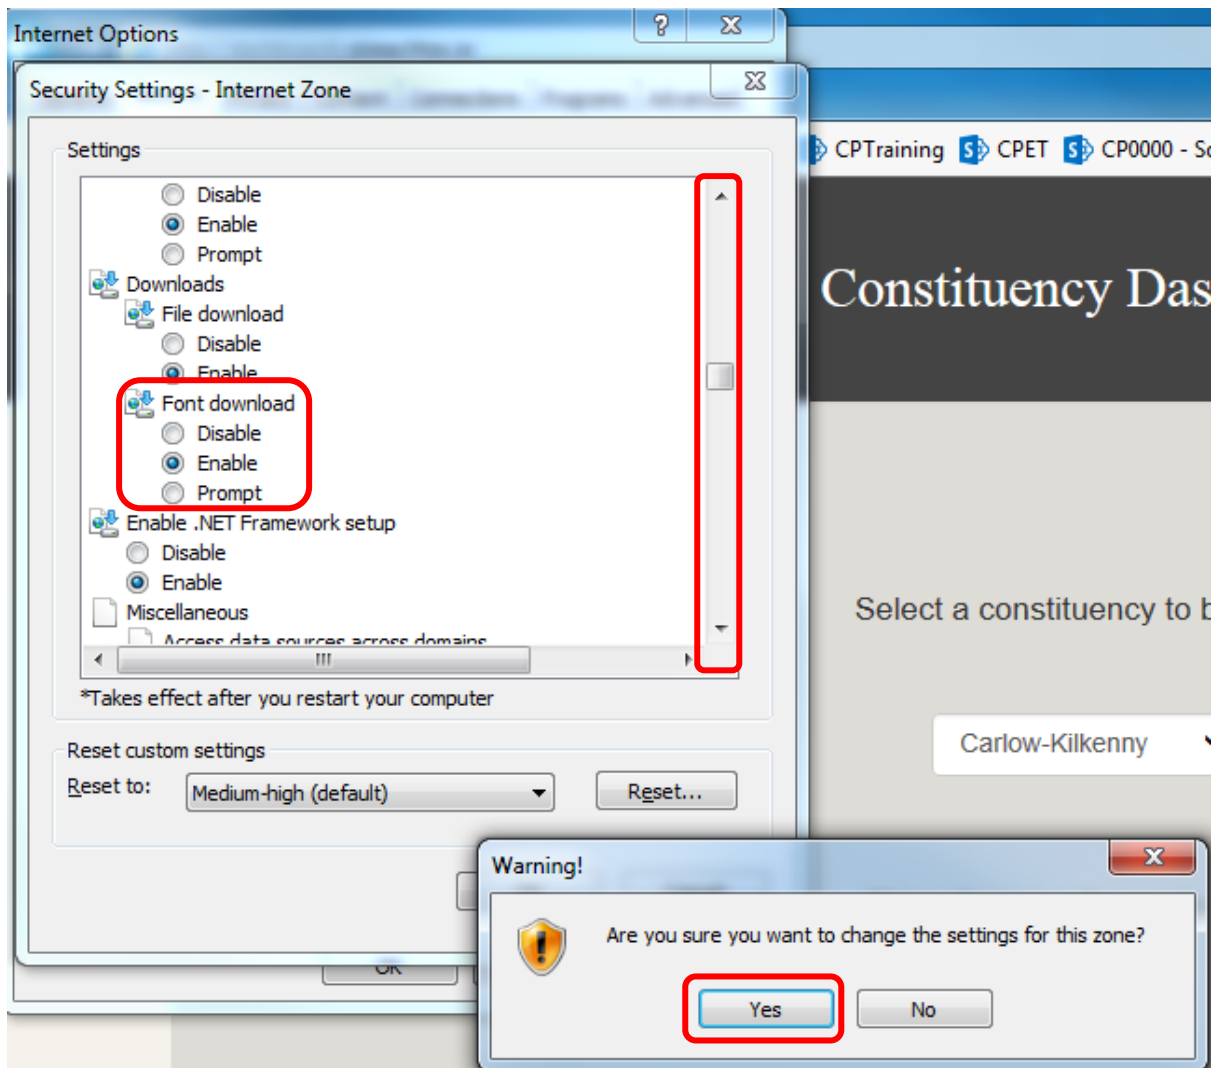 Internet Options
Security Settings - Internet Zone
Settings
Disable
Enable
Prompt
Downloads
File download
Disable
Enable
Font download
Disable
Enable
Prompt
Enable .NET Framework setup
Disable
Enable
Miscellaneous
Access data sources across domains
*Takes effect after you restart your computer
Reset custom settings
Reset to:
Medium-high (default)
Reset...
OK
CPTraining CPET CP0000 - Sc
Constituency Das
Select a constituency to b
Carlow-Kilkenny
Warning!
Are you sure you want to change the settings for this zone?
Yes No